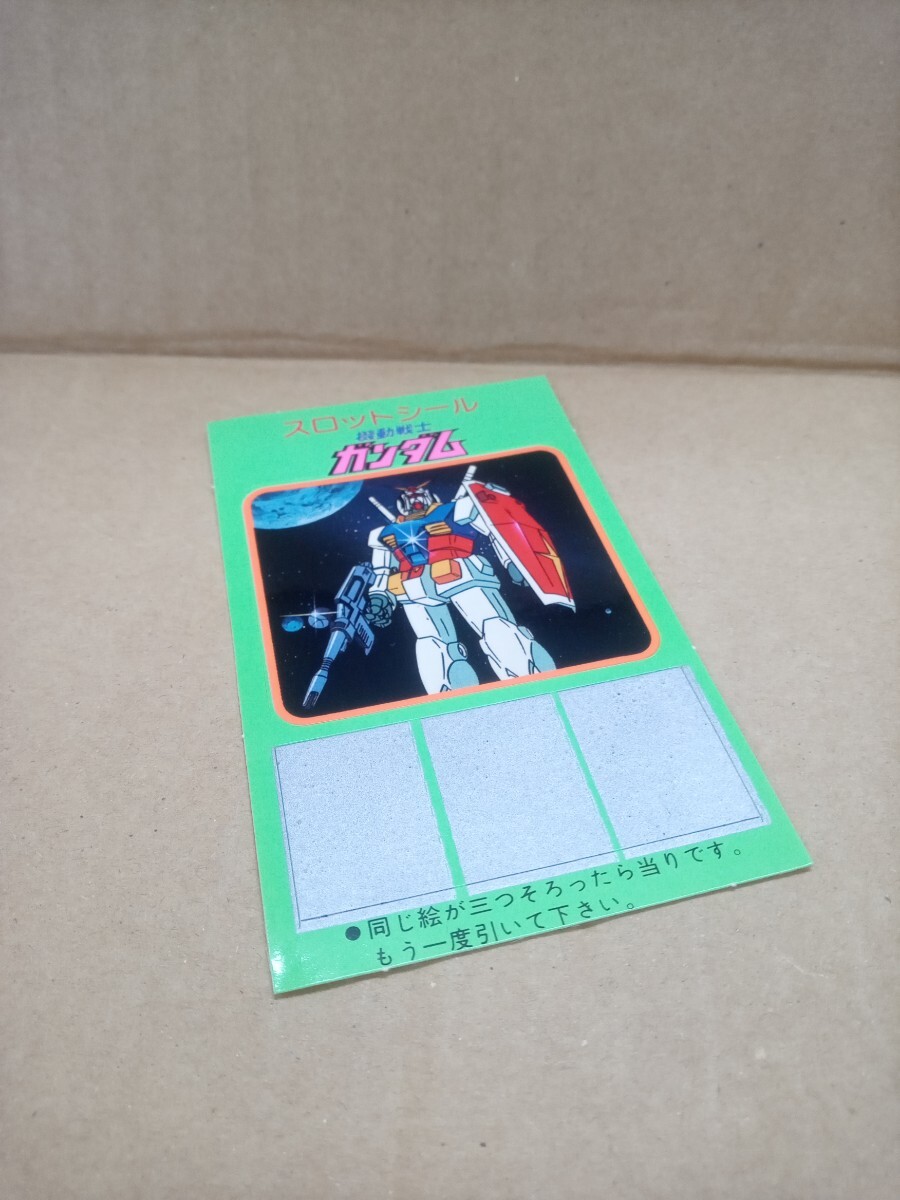 スロットシール
機動戦士
ガンダム
●同じ絵が三つそろったら当りです。
もう一度引いて下さい。